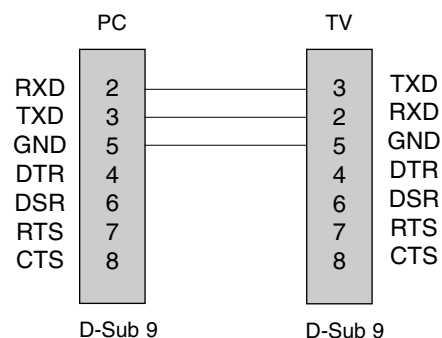 PC TV
RXD 2 3 TXD
TXD 3 2 RXD
GND 5 5 GND
DTR 4 4 DTR
DSR 6 6 DSR
RTS 7 7 RTS
CTS 8 8 CTS
D-Sub 9 D-Sub 9